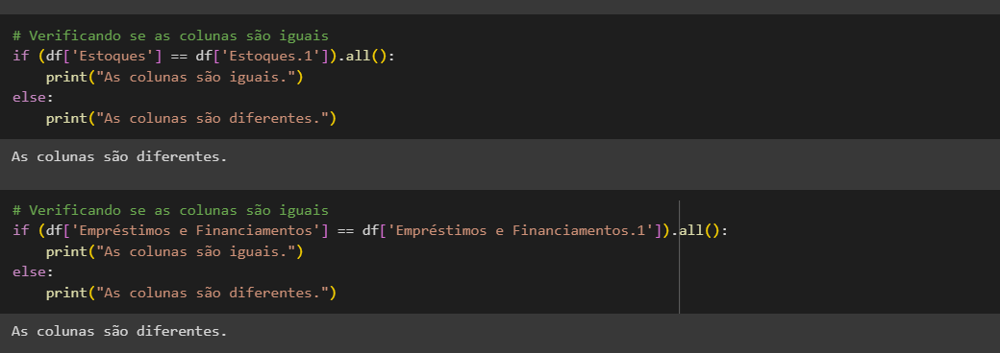 # Verificando se as colunas são iguais
if (df['Estoques'] == df['Estoques.1']).all():
    print("As colunas são iguais.")
else:
    print("As colunas são diferentes.")
As colunas são diferentes.
# Verificando se as colunas são iguais
if (df['Empréstimos e Financiamentos'] == df['Empréstimos e Financiamentos.1']).all():
    print("As colunas são iguais.")
else:
    print("As colunas são diferentes.")
As colunas são diferentes.